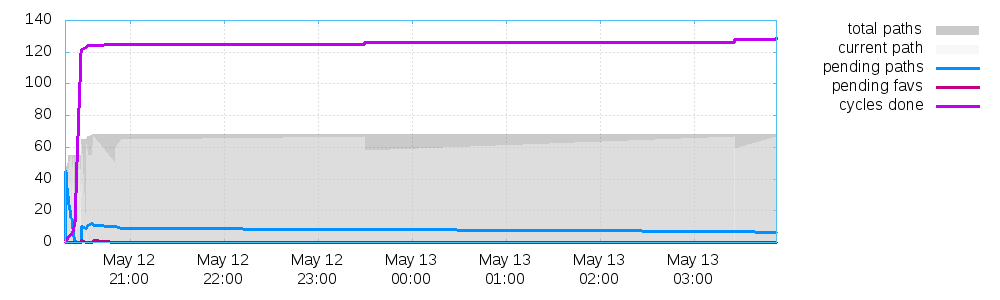 140
120
100
80
60
40
20
0
May 12
21:00
May 12
22:00
May 12
23:00
May 13
00:00
May 13
01:00
May 13
02:00
May 13
03:00
total paths
current path
pending paths
pending favs
cycles done